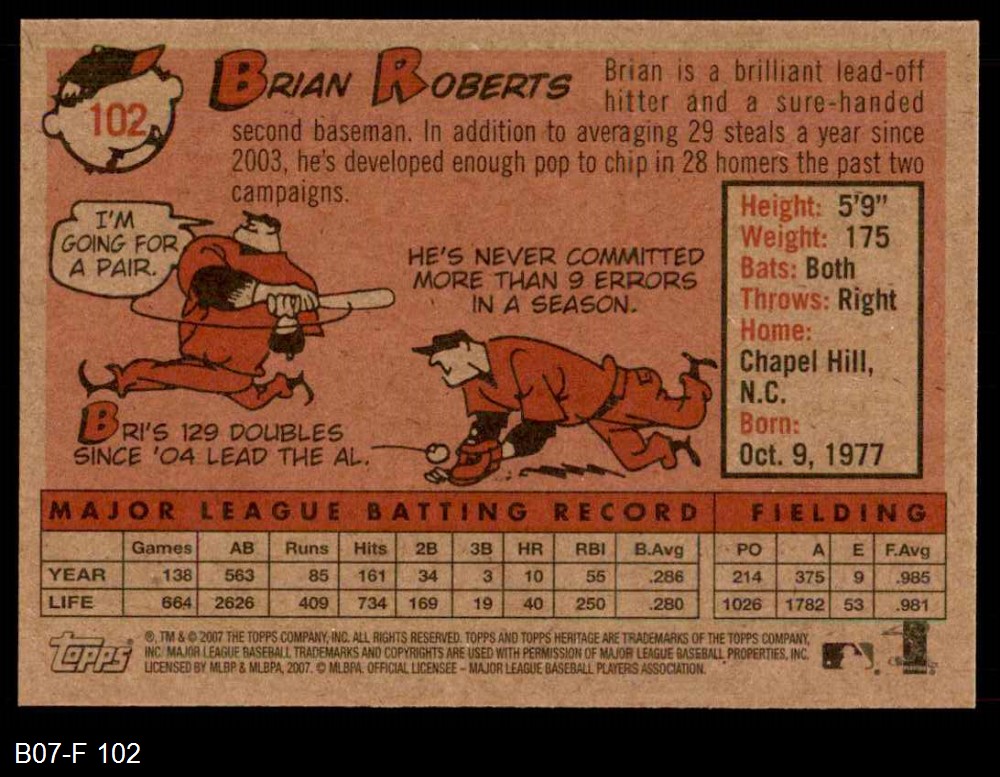 102
BRIAN ROBERTS
Brian is a brilliant lead-off
hitter and a sure-handed
second baseman. In addition to averaging 29 steals a year since
2003, he's developed enough pop to chip in 28 homers the past two
campaigns.
I'M
GOING FOR
A PAIR.
HE'S NEVER COMMITTED
MORE THAN 9 ERRORS
IN A SEASON.
BRI'S 129 DOUBLES
SINCE '04 LEAD THE AL.
Height: 5'9"
Weight: 175
Bats: Both
Throws: Right
Home:
Chapel Hill,
N.C.
Born:
Oct. 9, 1977
MAJOR LEAGUE BATTING RECORD FIELDING
Games AB Runs Hits 2B 3B HR RBI B.Avg PO A E F.Avg
YEAR 138 563 85 161 34 3 10 55 .286 214 375 9 .985
LIFE 664 2626 409 734 169 19 40 250 .280 1026 1782 53 .981
Topps
®, TM & © 2007 THE TOPPS COMPANY, INC. ALL RIGHTS RESERVED. TOPPS AND TOPPS HERITAGE ARE TRADEMARKS OF THE TOPPS COMPANY,
INC. MAJOR LEAGUE BASEBALL TRADEMARKS AND COPYRIGHTS ARE USED WITH PERMISSION OF MAJOR LEAGUE BASEBALL PROPERTIES, INC.
LICENSED BY MLBP & MLBPA, 2007. © MLBPA. OFFICIAL LICENSEE – MAJOR LEAGUE BASEBALL PLAYERS ASSOCIATION.
B07-F 102